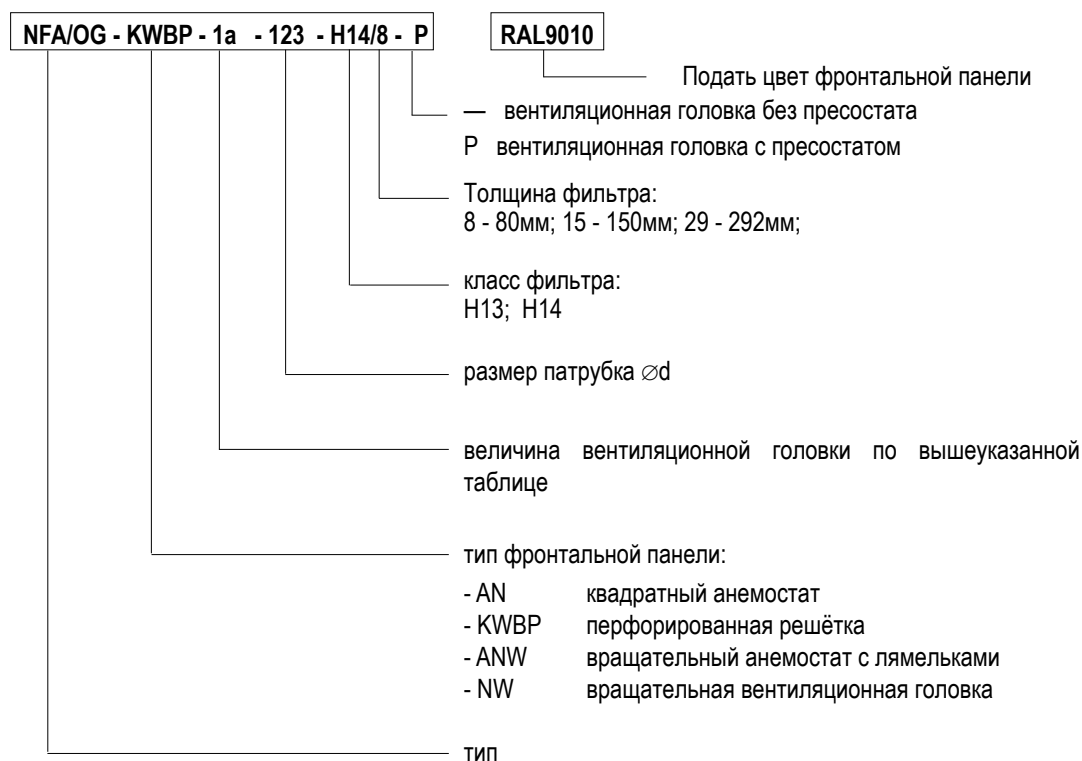 NFA/OG - KWBP - 1a - 123 - H14/8 - P RAL9010
Подать цвет фронтальной панели
— вентиляционная головка без пресостата
P вентиляционная головка с пресостатом
Толщина фильтра:
8 - 80мм; 15 - 150мм; 29 - 292мм;
класс фильтра:
H13; H14
размер патрубка ∅d
величина вентиляционной головки по вышеуказанной
таблице
тип фронтальной панели:
- AN квадратный анемостат
- KWBP перфорированная решётка
- ANW вращательный анемостат с лямельками
- NW вращательная вентиляционная головка
тип